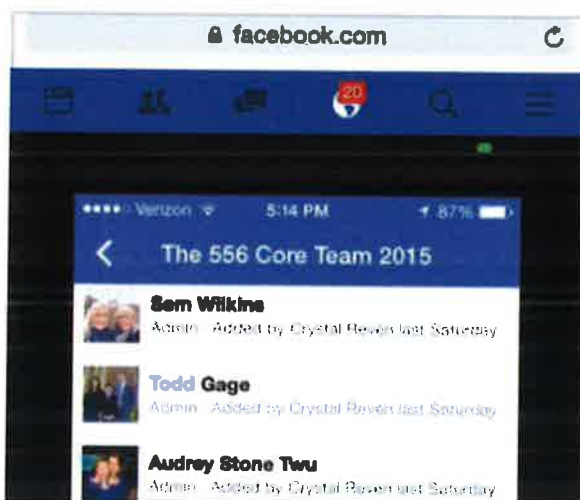 facebook.com
20
Verizon 5:14 PM 87%
The 556 Core Team 2015
Sem Wilkins
Admin Added by Crystal Raven last Saturday
Todd Gage
Admin Added by Crystal Raven last Saturday
Audrey Stone Twu
Admin Added by Crystal Raven last Saturday